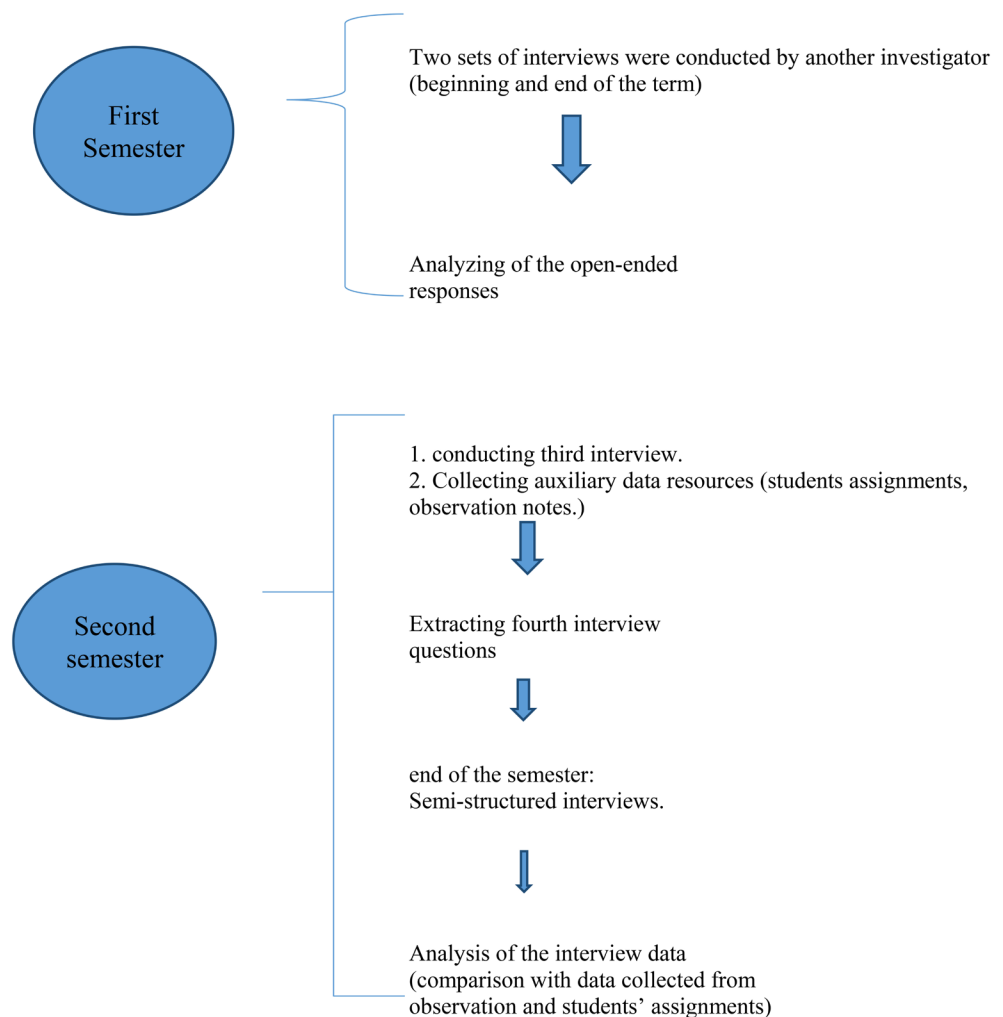 First
Semester
Two sets of interviews were conducted by another investigator
(beginning and end of the term)
Analyzing of the open-ended
responses
Second
semester
1. conducting third interview.
2. Collecting auxiliary data resources (students assignments,
observation notes.)
Extracting fourth interview
questions
end of the semester:
Semi-structured interviews.
Analysis of the interview data
(comparison with data collected from
observation and students’ assignments)